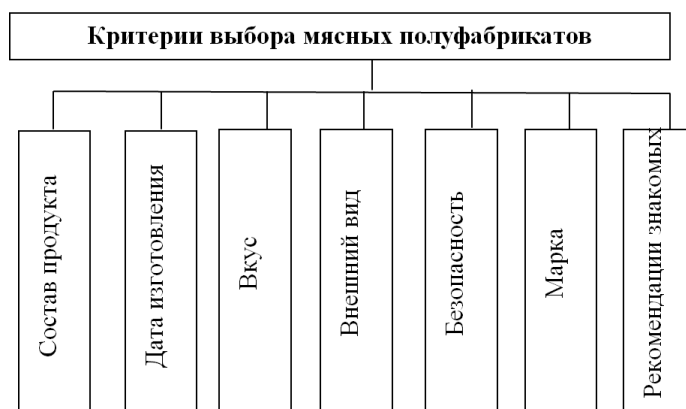 Критерии выбора мясных полуфабрикатов
Состав продукта
Дата изготовления
Вкус
Внешний вид
Безопасность
Марка
Рекомендации знакомых